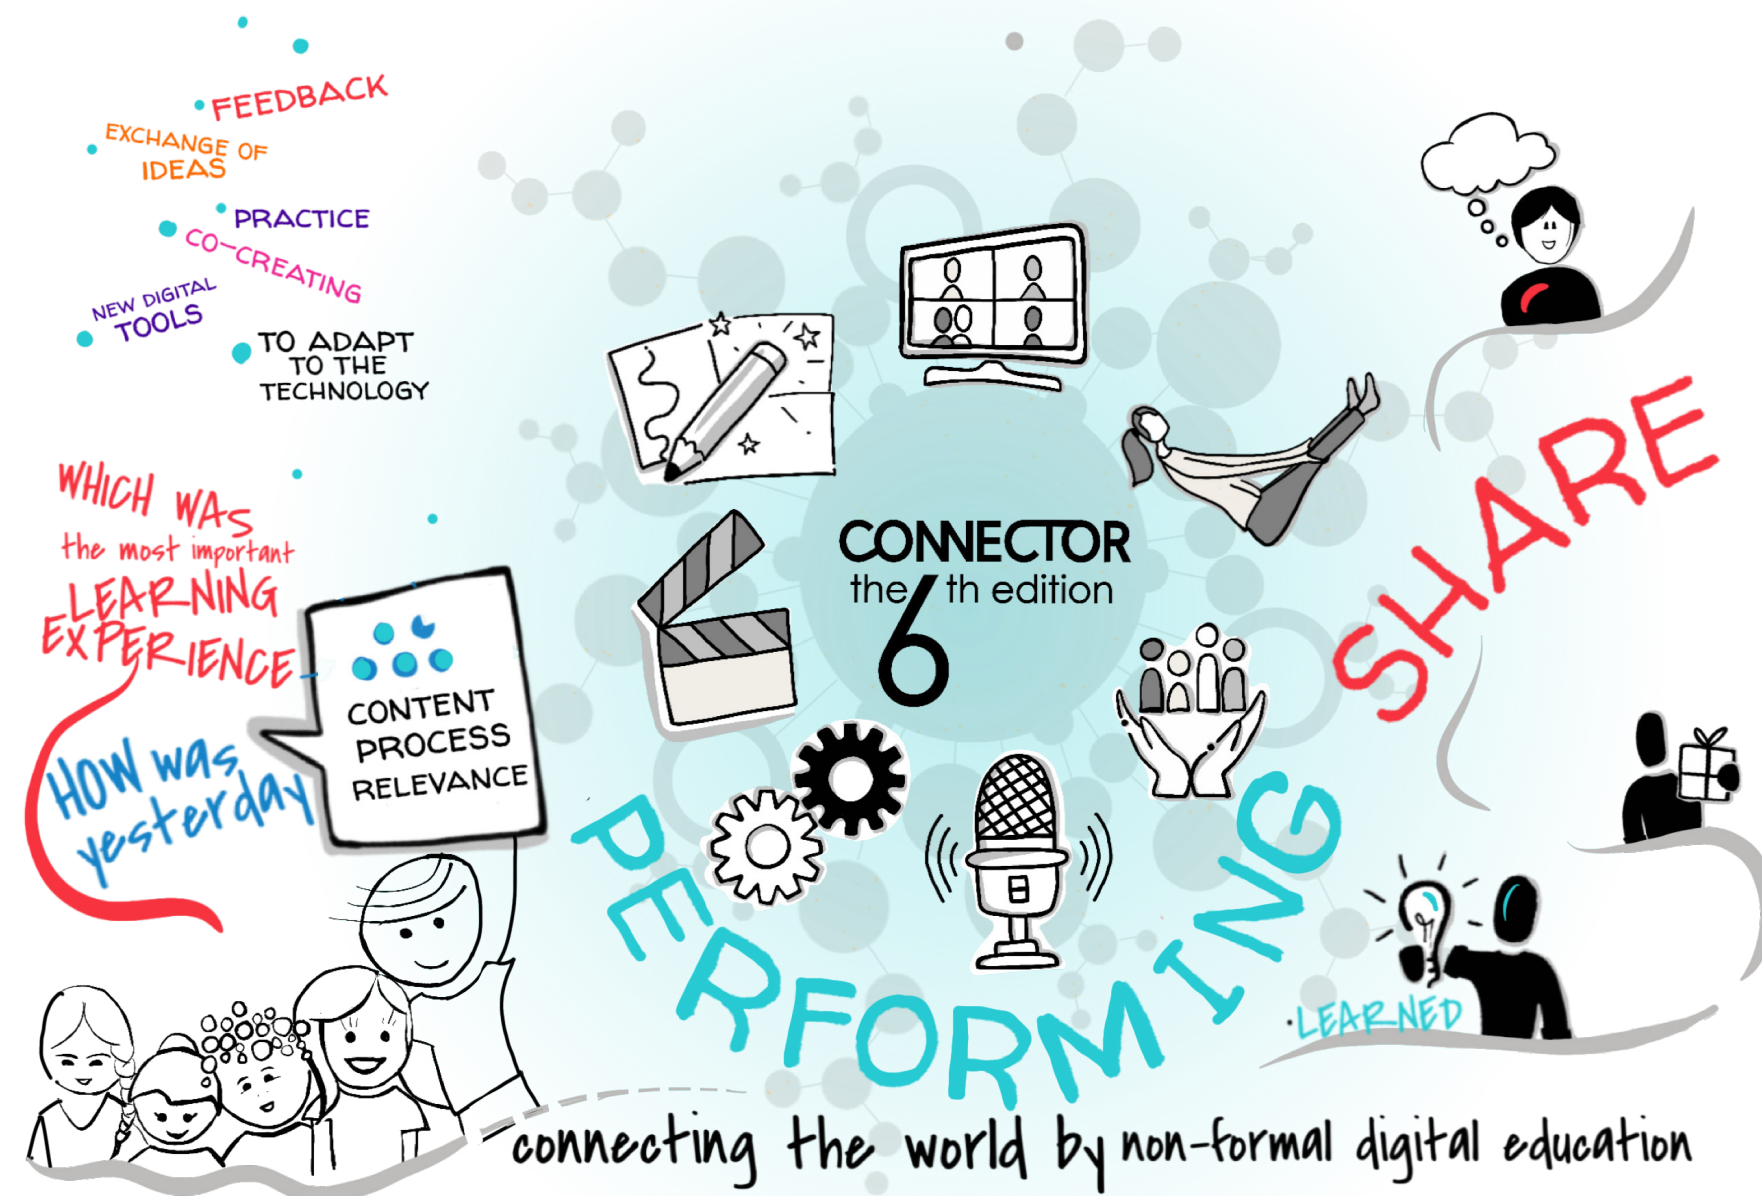 FEEDBACK
EXCHANGE OF
IDEAS
PRACTICE
CO-CREATING
NEW DIGITAL
TOOLS
TO ADAPT
TO THE
TECHNOLOGY
WHICH WAS
the most important
LEARNING
EXPERIENCE
HOW was
yesterday
CONTENT
PROCESS
RELEVANCE
CONNECTOR
the 6th edition
SHARE
PERFORMING
LEARNED
connecting the world by non-formal digital education